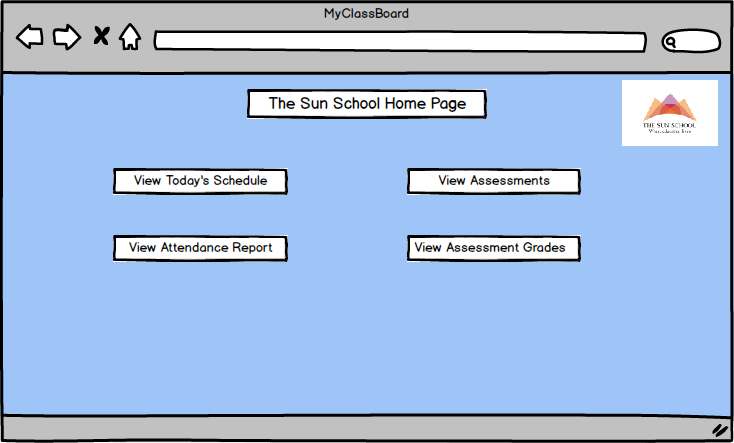 MyClassBoard
The Sun School Home Page
THE SUN SCHOOL
View Today's Schedule
View Assessments
View Attendance Report
View Assessment Grades